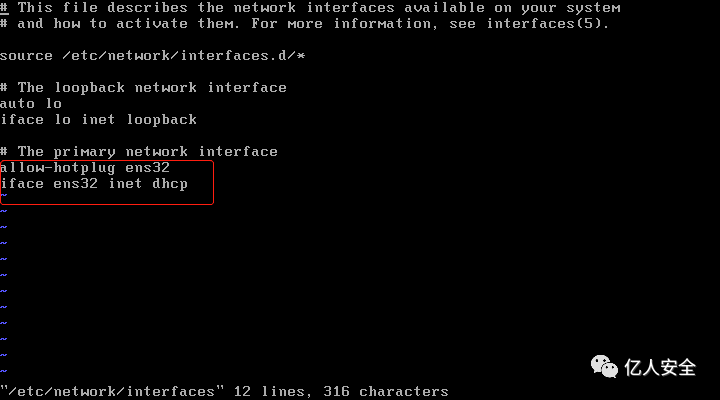 # This file describes the network interfaces available on your system
# and how to activate them. For more information, see interfaces(5).
source /etc/network/interfaces.d/*
# The loopback network interface
auto lo
iface lo inet loopback
# The primary network interface
allow-hotplug ens32
iface ens32 inet dhcp
~
~
~
~
~
~
~
~
~
~
~
~
亿人安全
"/etc/network/interfaces" 12 lines, 316 characters